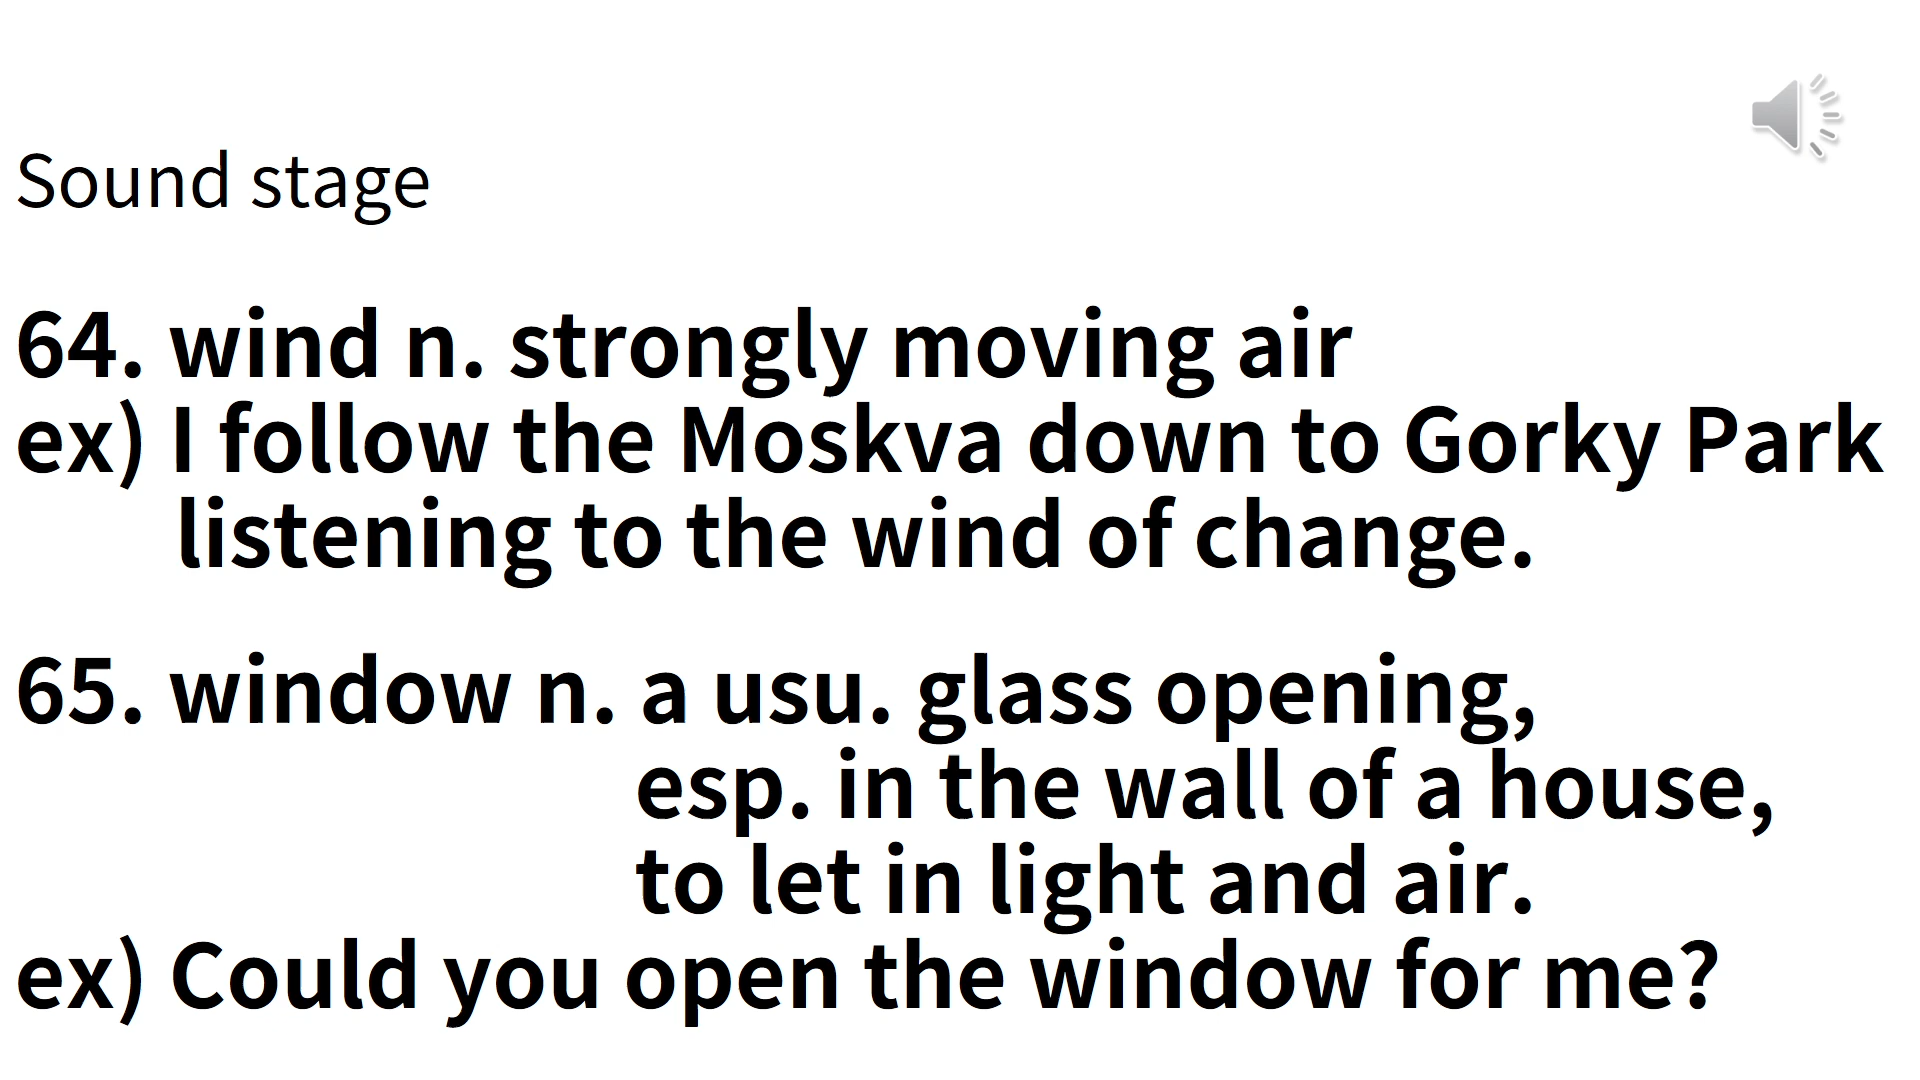 Sound stage
64. wind n. strongly moving air
ex) I follow the Moskva down to Gorky Park
listening to the wind of change.
65. window n. a usu. glass opening,
esp. in the wall of a house,
to let in light and air.
ex) Could you open the window for me?